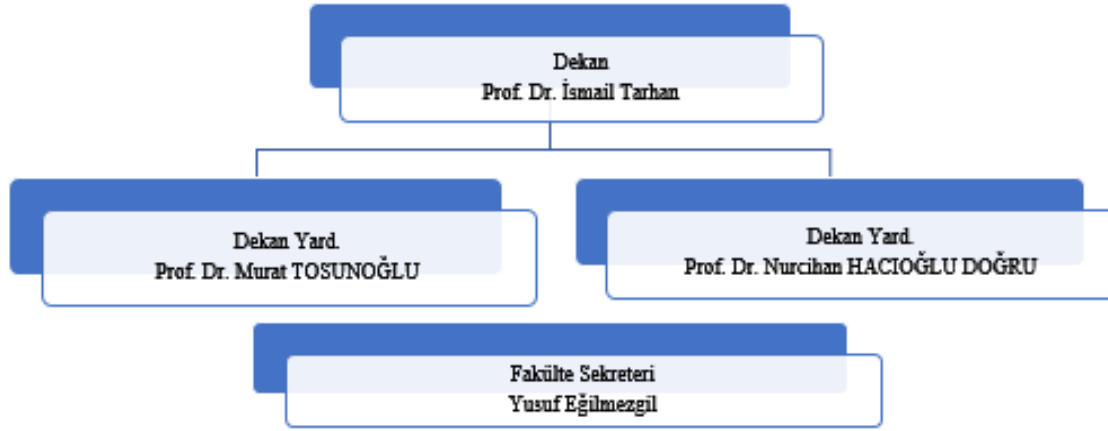 Dekan
Prof. Dr. İsmail Tarhan
Dekan Yard.
Prof. Dr. Murat TOSUNOĞLU
Dekan Yard.
Prof. Dr. Nurcihan HACIOĞLU DOĞRU
Fakülte Sekreteri
Yusuf Eğilmezgil